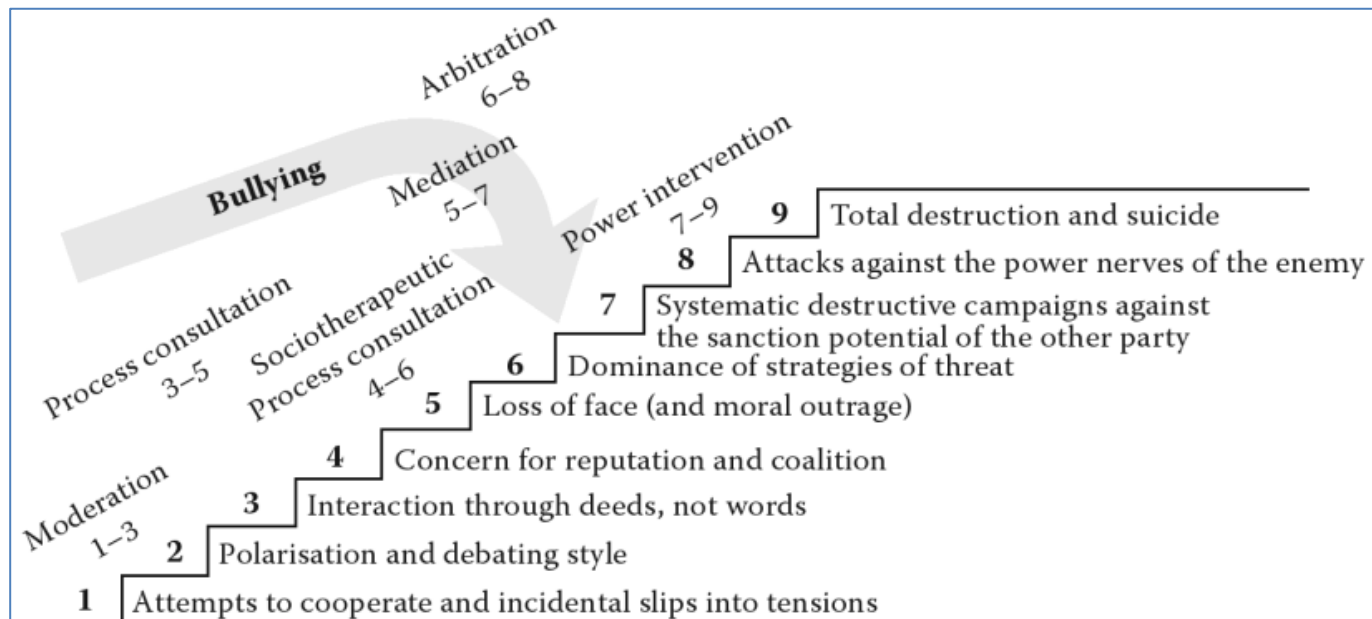 Arbitration
6–8
Bullying
Mediation
5–7
Power intervention
7–9
Process consultation
3–5
Sociotherapeutic
Process consultation
4–6
Moderation
1–3
9 Total destruction and suicide
8 Attacks against the power nerves of the enemy
7 Systematic destructive campaigns against
the sanction potential of the other party
6 Dominance of strategies of threat
5 Loss of face (and moral outrage)
4 Concern for reputation and coalition
3 Interaction through deeds, not words
2 Polarisation and debating style
1 Attempts to cooperate and incidental slips into tensions